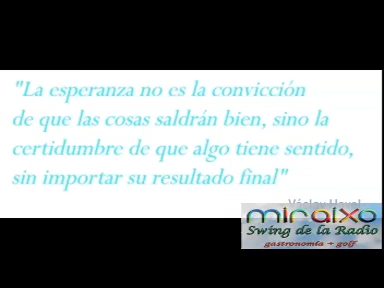 "La esperanza no es la convicción
de que las cosas saldrán bien, sino la
certidumbre de que algo tiene sentido,
sin importar su resultado final"
miraixo
Swing de la Radio
gastronomía + golf